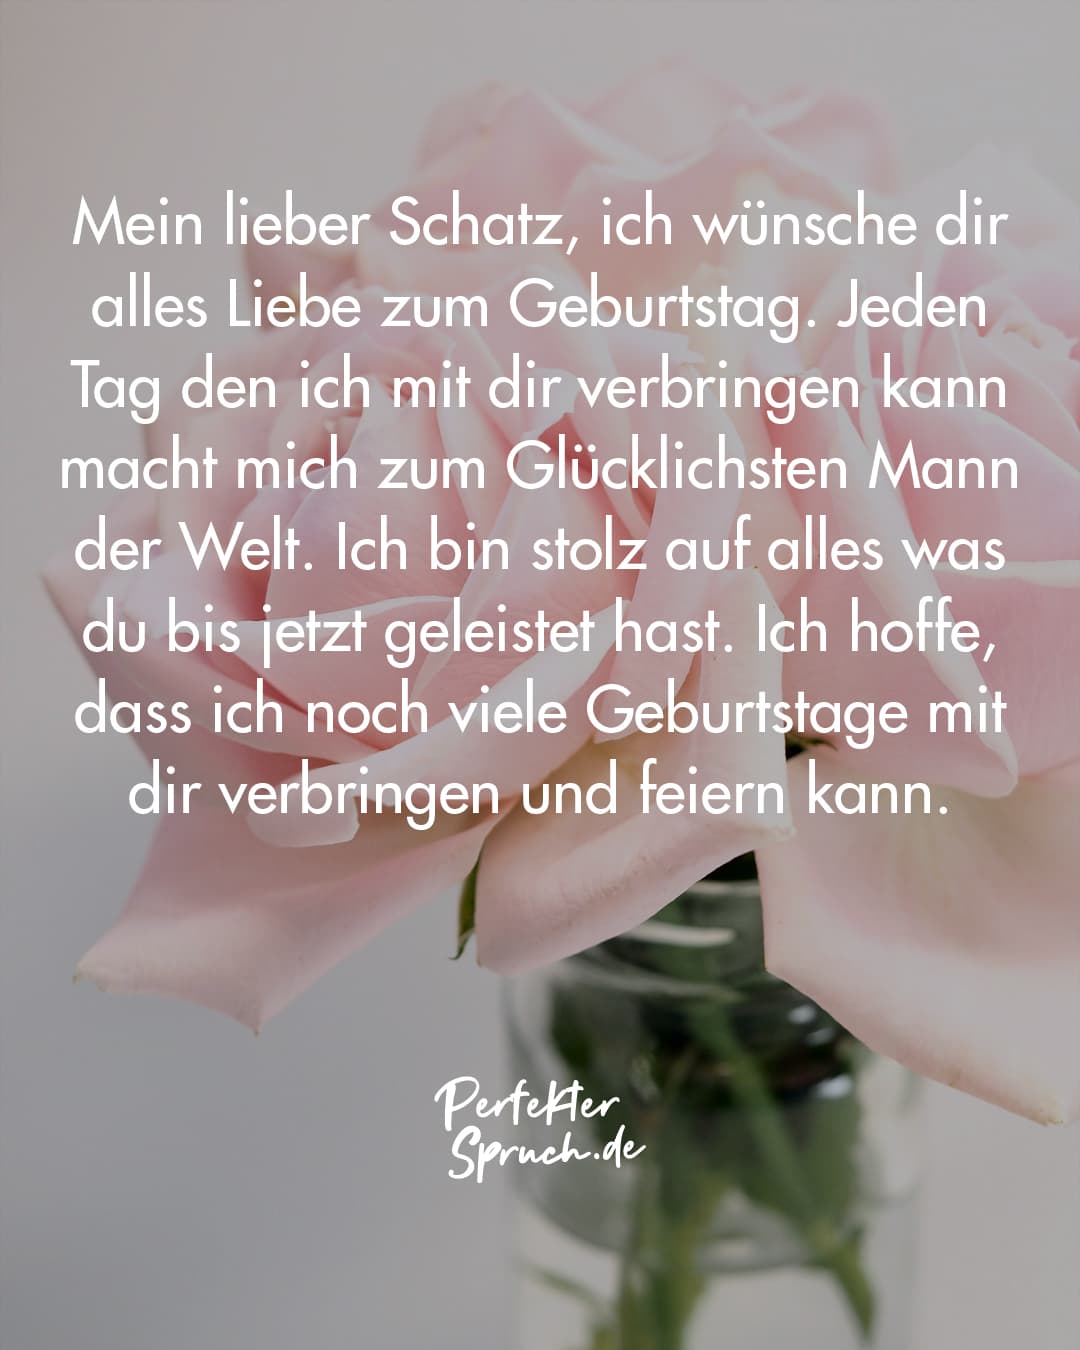 Mein lieber Schatz, ich wünsche dir
alles Liebe zum Geburtstag. Jeden
Tag den ich mit dir verbringen kann
macht mich zum Glücklichsten Mann
der Welt. Ich bin stolz auf alles was
du bis jetzt geleistet hast. Ich hoffe,
dass ich noch viele Geburtstage mit
dir verbringen und feiern kann.
Perfekter
Spruch.de